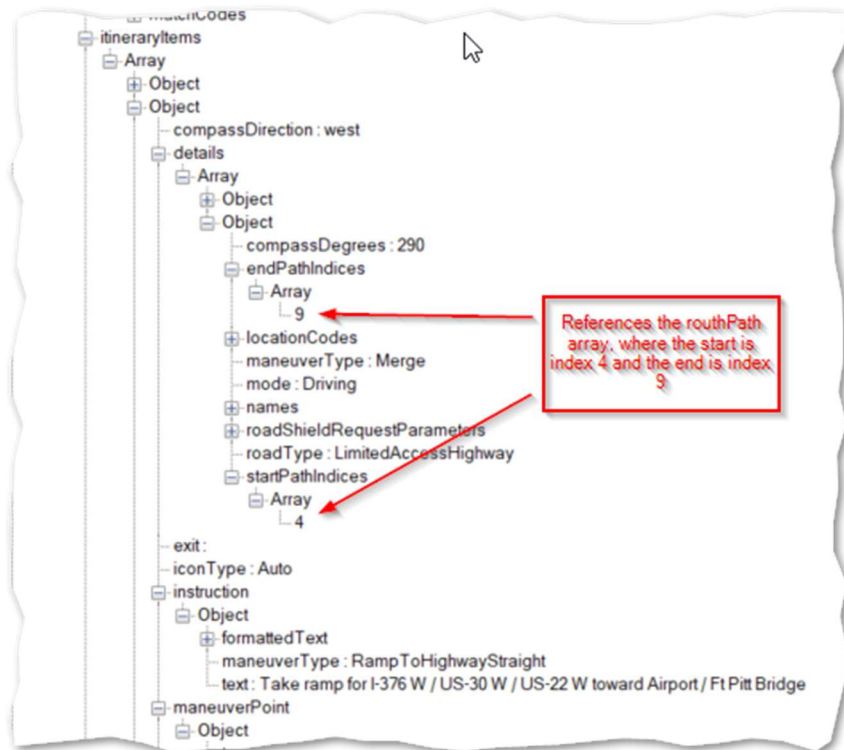 matchCodes
itineraryItems
Array
Object
Object
compassDirection : west
details
Array
Object
Object
compassDegrees : 290
endPathIndices
Array
9
locationCodes
maneuverType : Merge
mode : Driving
names
roadShieldRequestParameters
roadType : LimitedAccessHighway
startPathIndices
Array
4
exit :
iconType : Auto
instruction
Object
formattedText
maneuverType : RampToHighwayStraight
text : Take ramp for I-376 W / US-30 W / US-22 W toward Airport / Ft Pitt Bridge
maneuverPoint
Object
References the routhPath
array, where the start is
index 4 and the end is index
9